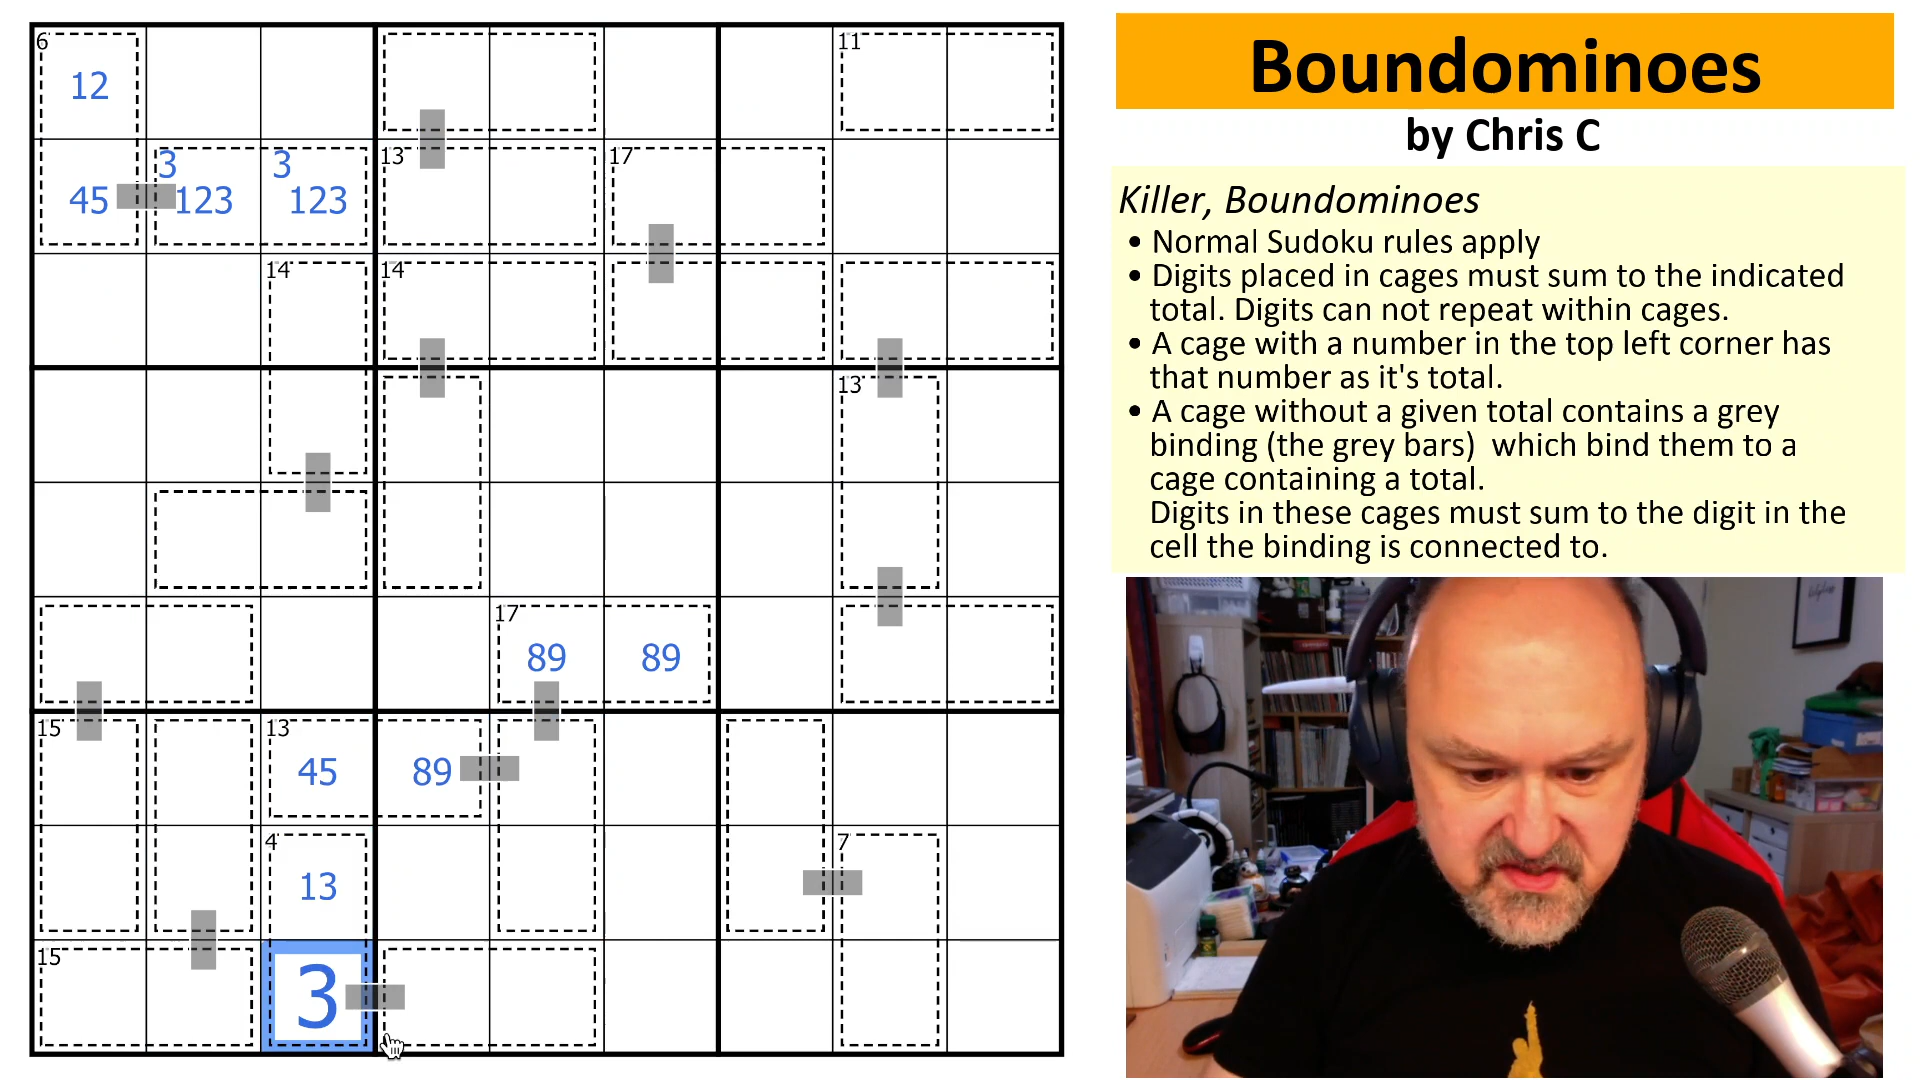 6
11
12
13
17
3
3
45
123
123
14
14
13
17
89
89
15
13
45
89
4
7
13
15
3
Boundominoes
by Chris C
Killer, Boundominoes
• Normal Sudoku rules apply
• Digits placed in cages must sum to the indicated
total. Digits can not repeat within cages.
• A cage with a number in the top left corner has
that number as it's total.
• A cage without a given total contains a grey
binding (the grey bars) which bind them to a
cage containing a total.
Digits in these cages must sum to the digit in the
cell the binding is connected to.